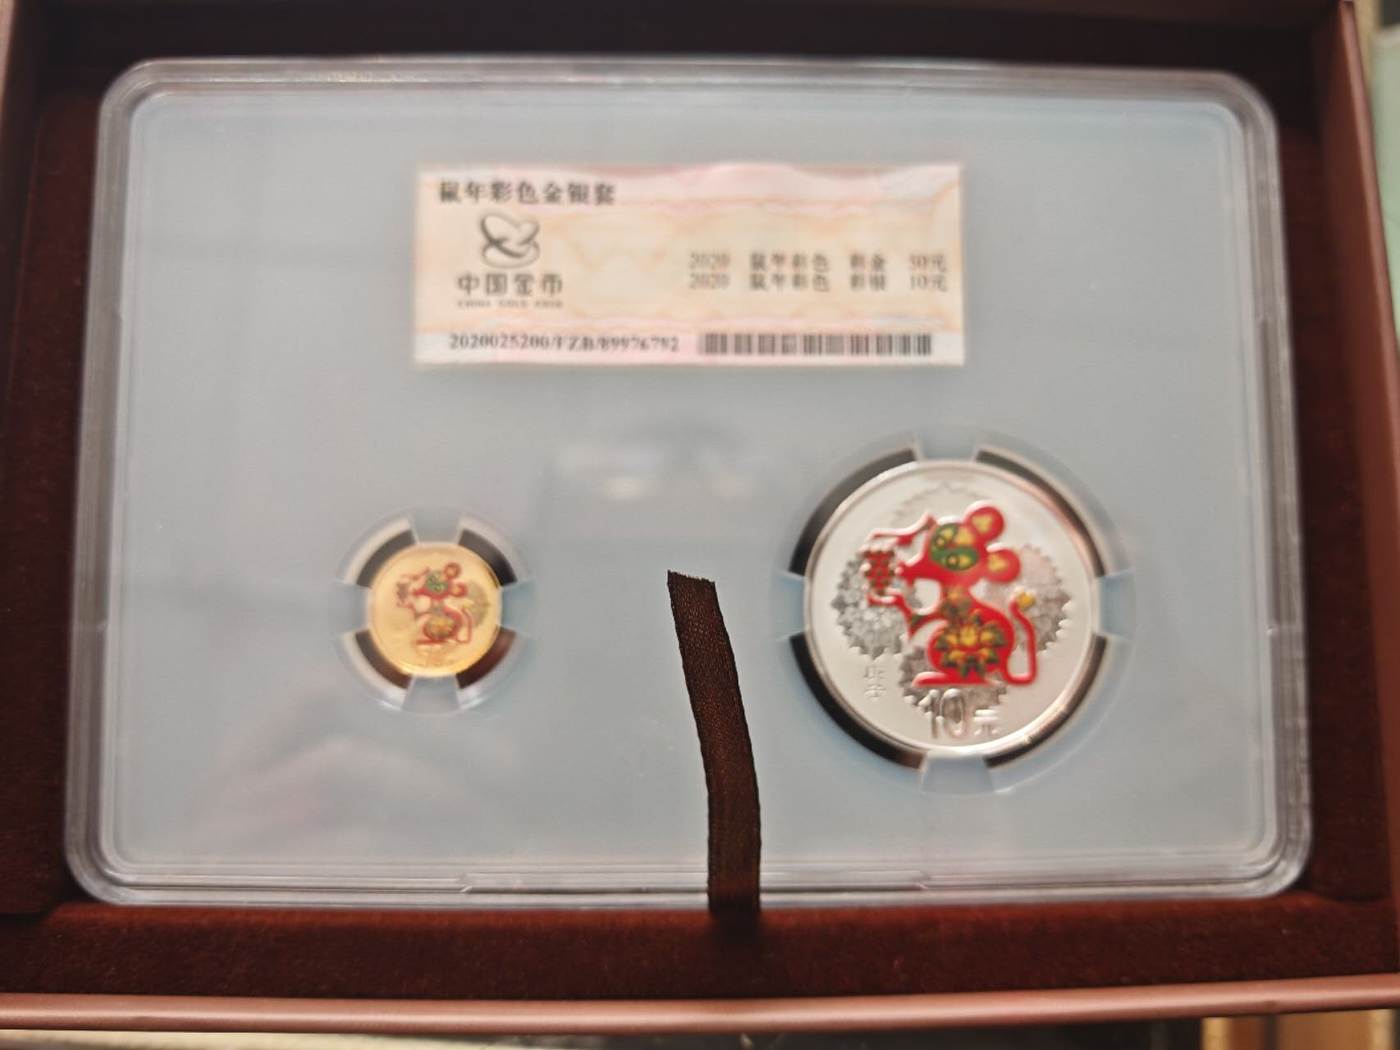 鼠年彩色金银套
中国金币
CHINA GOLD COIN
2020 鼠年彩色 彩金 50元
2020 鼠年彩色 彩银 10元
2020025200/FZB/89976792
庚子
10元